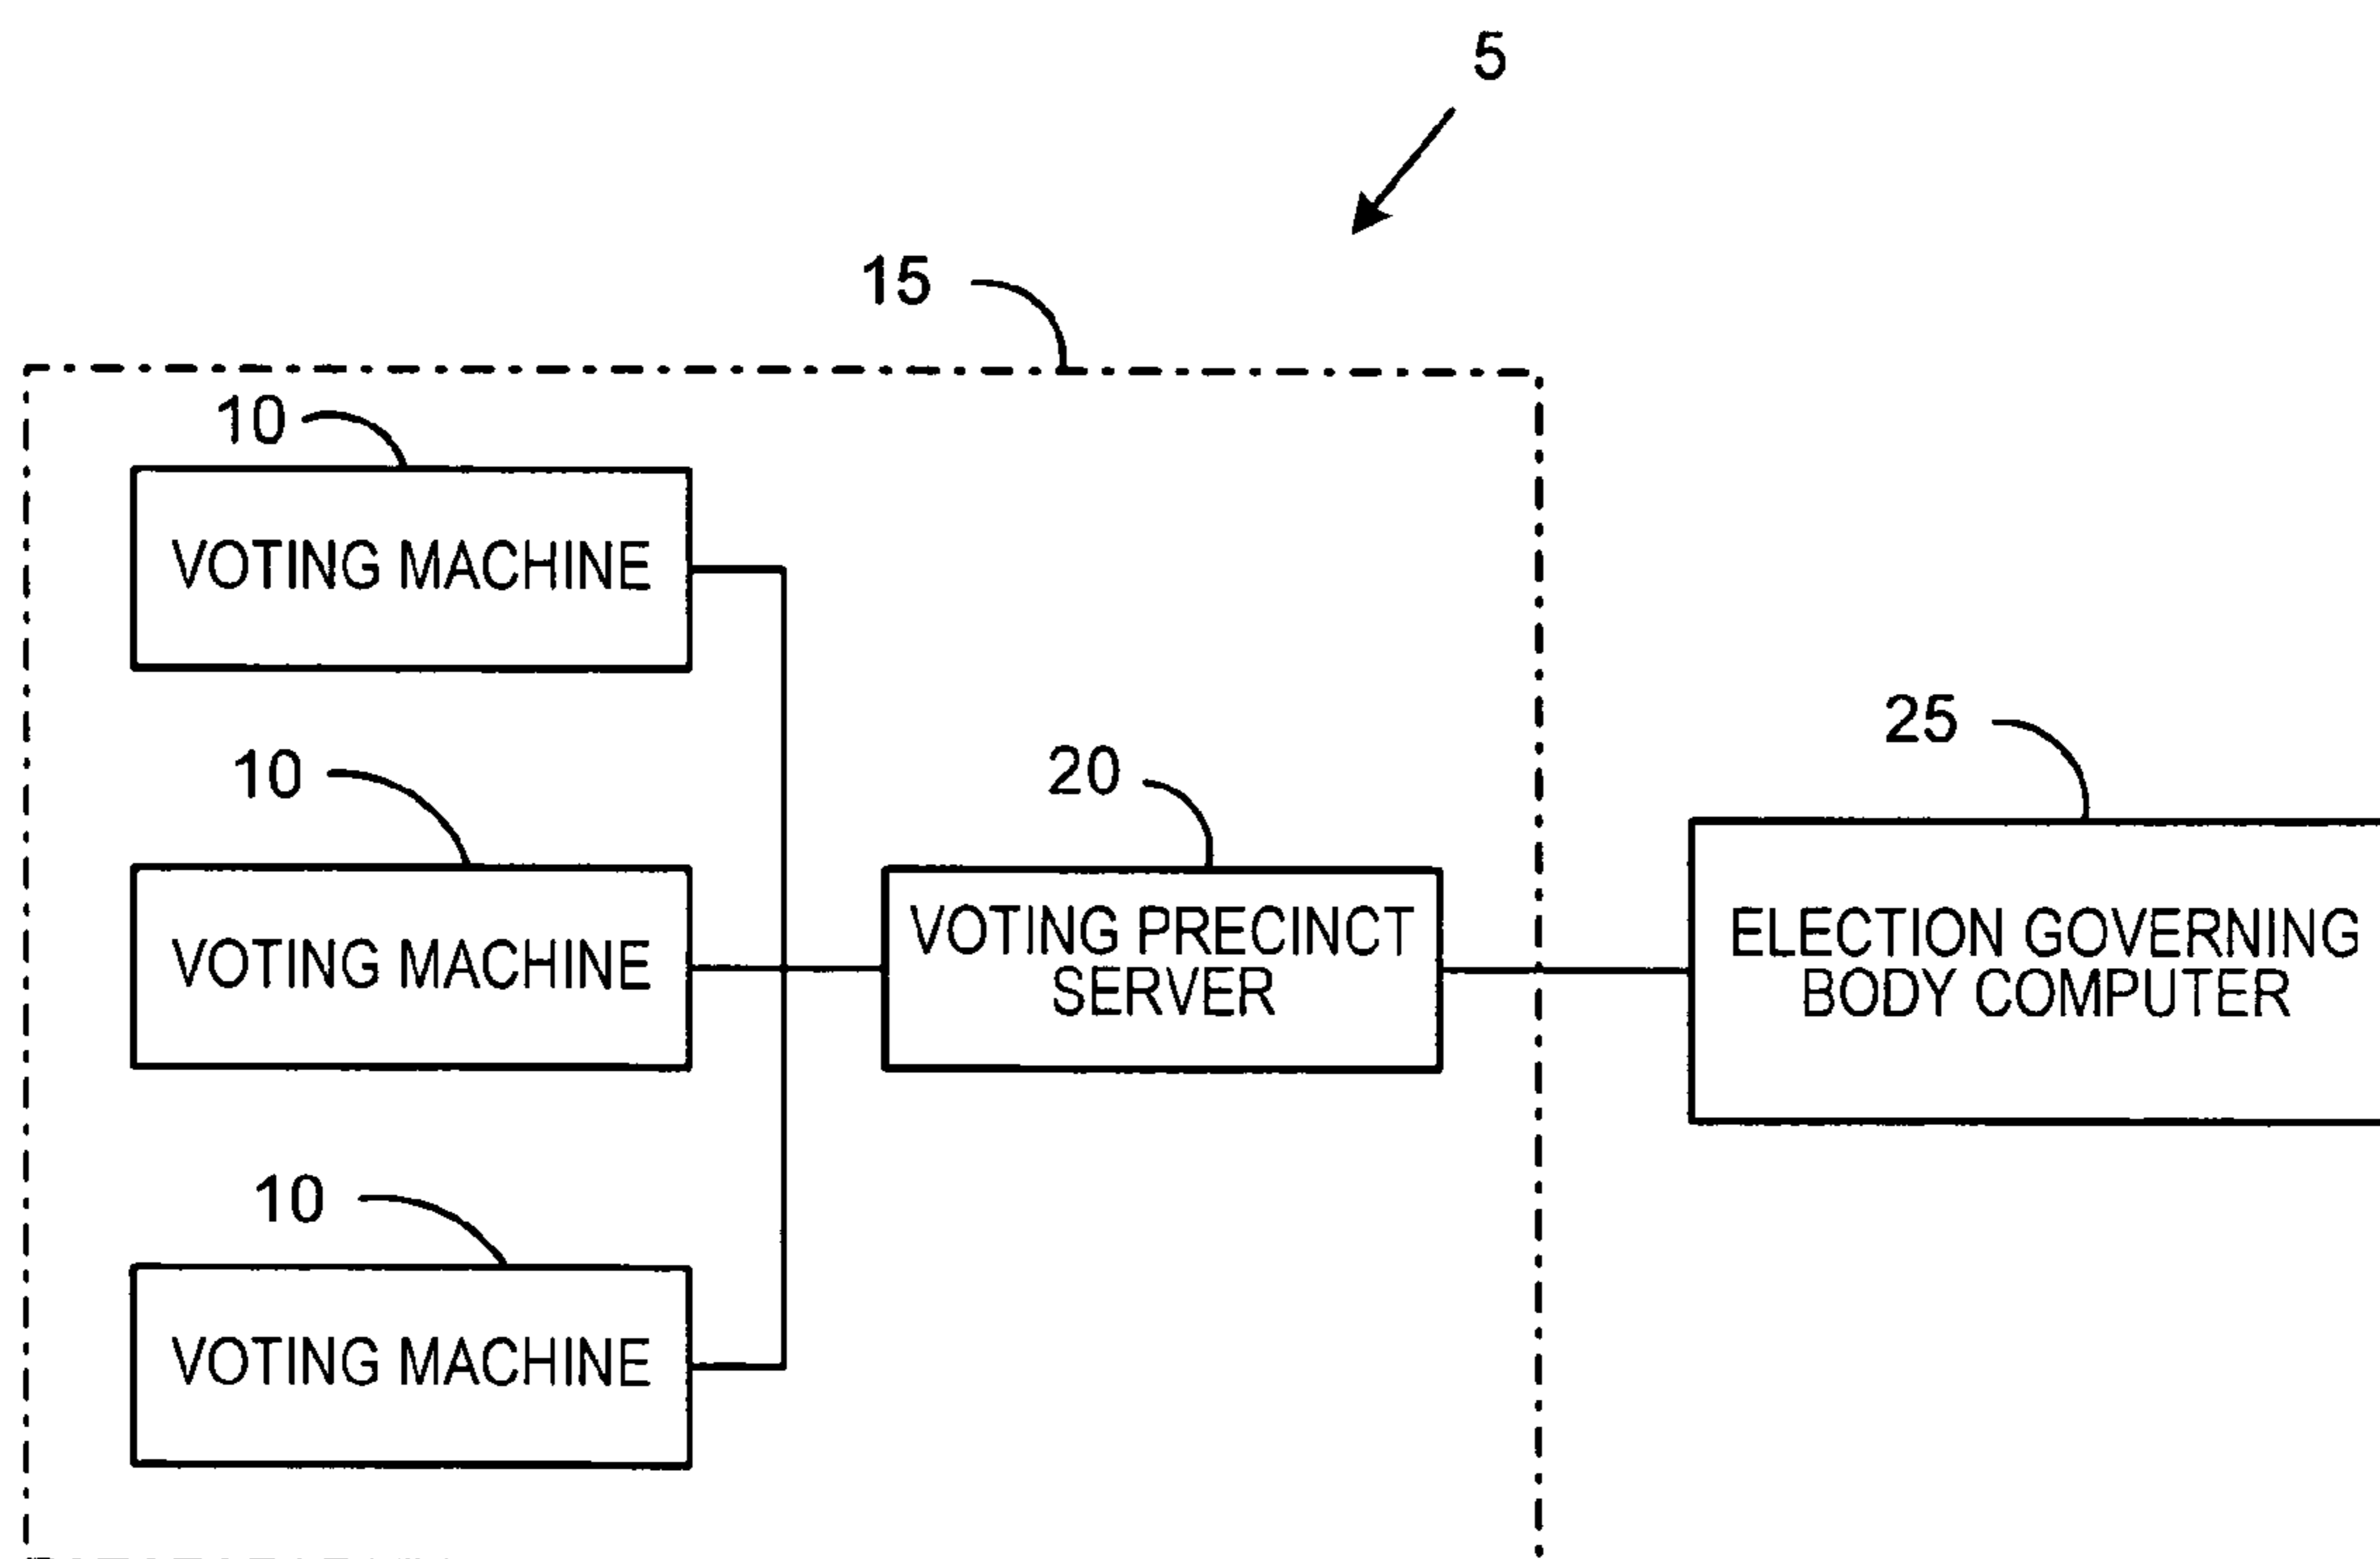 5
15
10
VOTING MACHINE
10
VOTING MACHINE
20
VOTING PRECINCT
SERVER
25
ELECTION GOVERNING
BODY COMPUTER
10
VOTING MACHINE